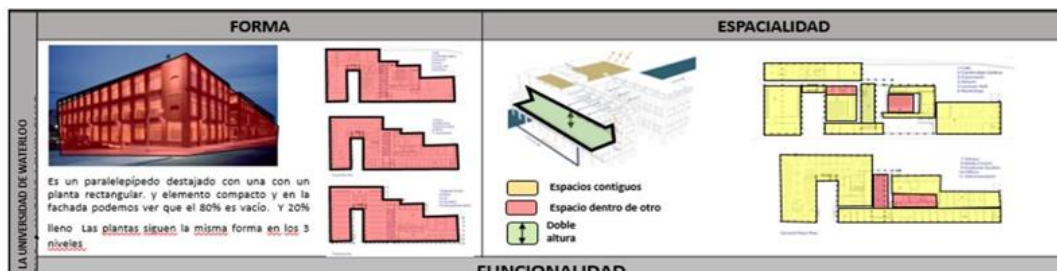 LA UNIVERSIDAD DE WATERLOO
FORMA
Es un paralelepípedo destajado con una con un
planta rectangular. y elemento compacto y en la
fachada podemos ver que el 80% es vacío. Y 20%
lleno Las plantas siguen la misma forma en los 3
niveles
ESPACIALIDAD
Espacios contiguos
Espacio dentro de otro
Doble
altura
FUNCIONALIDAD